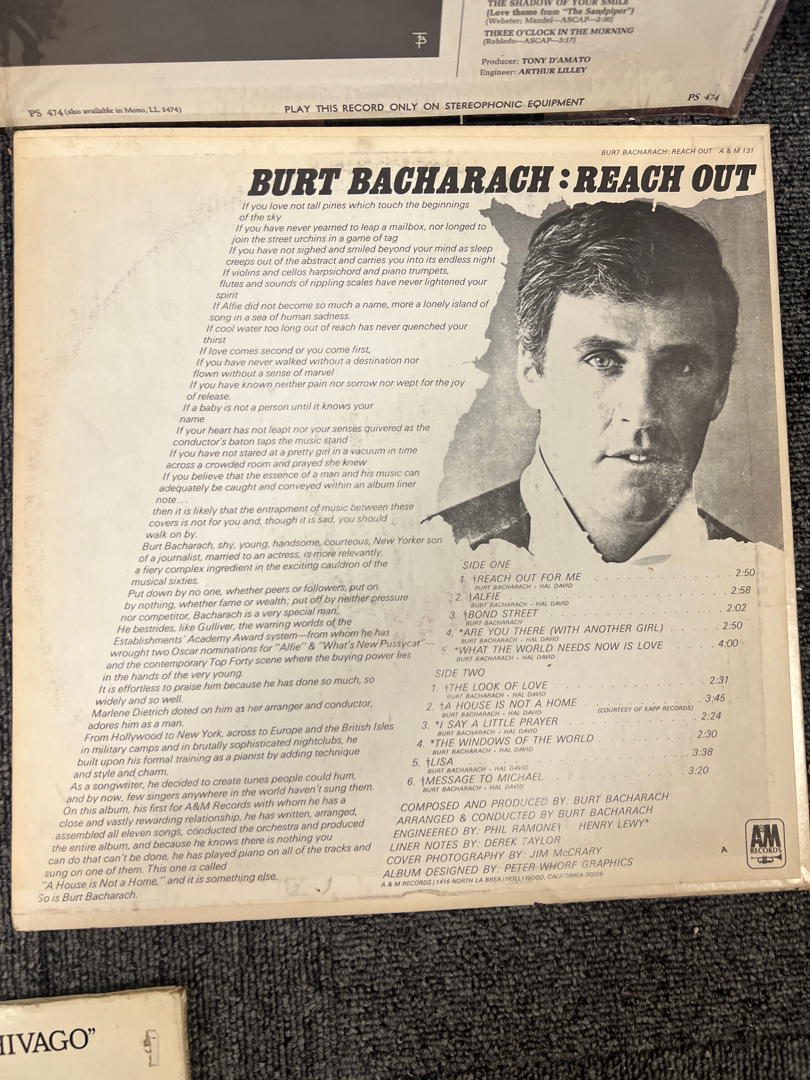 THE SHADOW OF YOUR SMILE
(Love theme from "The Sandpiper")
(Webster; Mandel—ASCAP—2:30)
THREE O'CLOCK IN THE MORNING
(Robledo—ASCAP—3:17)
Producer: TONY D'AMATO
Engineer: ARTHUR LILLEY
PS 474 (also available in Mono, LL 3474)
PLAY THIS RECORD ONLY ON STEREOPHONIC EQUIPMENT
PS 474
BURT BACHARACH: REACH OUT A & M 131
BURT BACHARACH : REACH OUT
If you love not tall pines which touch the beginnings
of the sky
If you have never yearned to leap a mailbox, nor longed to
join the street urchins in a game of tag
If you have not sighed and smiled beyond your mind as sleep
creeps out of the abstract and carries you into its endless night
If violins and cellos harpsichord and piano trumpets,
flutes and sounds of rippling scales have never lightened your
spirit
If Alfie did not become so much a name, more a lonely island of
song in a sea of human sadness.
If cool water too long out of reach has never quenched your
thirst
If love comes second or you come first,
If you have never walked without a destination nor
flown without a sense of marvel
If you have known neither pain nor sorrow nor wept for the joy
of release.
If a baby is not a person until it knows your
name
If your heart has not leapt nor your senses quivered as the
conductor's baton taps the music stand
If you have not stared at a pretty girl in a vacuum in time
across a crowded room and prayed she knew
If you believe that the essence of a man and his music can
adequately be caught and conveyed within an album liner
note...
then it is likely that the entrapment of music between these
covers is not for you and, though it is sad, you should
walk on by.
Burt Bacharach, shy, young, handsome, courteous, New Yorker son
of a journalist, married to an actress, is more relevantly,
a fiery complex ingredient in the exciting cauldron of the
musical sixties.
Put down by no one, whether peers or followers, put on
by nothing, whether fame or wealth; put off by neither pressure
nor competitor, Bacharach is a very special man.
He bestrides, like Gulliver, the warring worlds of the
Establishments' Academy Award system—from whom he has
wrought two Oscar nominations for "Alfie" & "What's New Pussycat"—
and the contemporary Top Forty scene where the buying power lies
in the hands of the very young.
It is effortless to praise him because he has done so much, so
widely and so well.
Marlene Dietrich doted on him as her arranger and conductor,
adores him as a man.
From Hollywood to New York, across to Europe and the British Isles
in military camps and in brutally sophisticated nightclubs, he
built upon his formal training as a pianist by adding technique
and style and charm.
As a songwriter, he decided to create tunes people could hum,
and by now, few singers anywhere in the world haven't sung them.
On this album, his first for A&M Records with whom he has a
close and vastly rewarding relationship, he has written, arranged,
assembled all eleven songs, conducted the orchestra and produced
the entire album, and because he knows there is nothing you
can do that can't be done, he has played piano on all of the tracks and
sung on one of them. This one is called
"A House is Not a Home," and it is something else.
So is Burt Bacharach.
SIDE ONE
1. †REACH OUT FOR ME 2:50
BURT BACHARACH - HAL DAVID
2. †ALFIE 2:58
BURT BACHARACH - HAL DAVID
3. †BOND STREET 2:02
BURT BACHARACH
4. *ARE YOU THERE (WITH ANOTHER GIRL) 2:50
BURT BACHARACH - HAL DAVID
5. *WHAT THE WORLD NEEDS NOW IS LOVE 4:00
BURT BACHARACH - HAL DAVID
SIDE TWO
1. †THE LOOK OF LOVE 2:31
BURT BACHARACH - HAL DAVID
2. †A HOUSE IS NOT A HOME 3:45
BURT BACHARACH - HAL DAVID (COURTESY OF KAPP RECORDS)
3. *I SAY A LITTLE PRAYER 2:24
BURT BACHARACH - HAL DAVID
4. *THE WINDOWS OF THE WORLD 2:30
BURT BACHARACH - HAL DAVID
5. †LISA 3:38
BURT BACHARACH - HAL DAVID
6. †MESSAGE TO MICHAEL 3:20
BURT BACHARACH - HAL DAVID
COMPOSED AND PRODUCED BY: BURT BACHARACH
ARRANGED & CONDUCTED BY BURT BACHARACH
ENGINEERED BY: PHIL RAMONE† HENRY LEWY*
LINER NOTES BY: DEREK TAYLOR
COVER PHOTOGRAPHY BY: JIM McCRARY
ALBUM DESIGNED BY: PETER WHORF GRAPHICS
A & M RECORDS / 1416 NORTH LA BREA / HOLLYWOOD, CALIFORNIA 90028
A
A&M
RECORDS
HIVAGO"